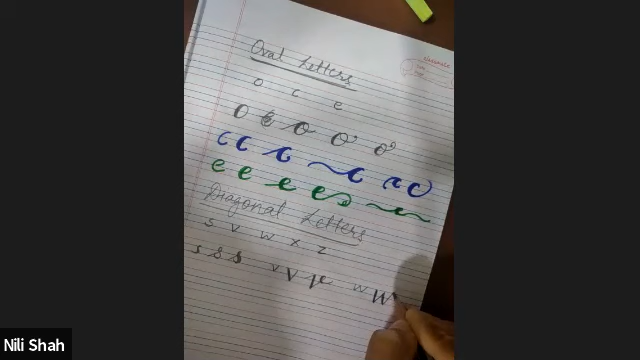 Oval Letters
o c e
o e o o o
c c c c c c
e e e e e
Diagonal Letters
s v w x z
s s s v v v w w
Nili Shah